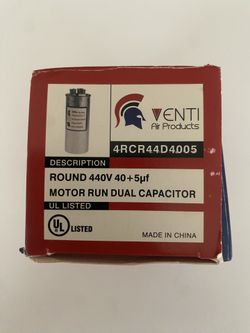 VENTI
Air Products
4RCR44D4005
DESCRIPTION
ROUND 440V 40+5µf
MOTOR RUN DUAL CAPACITOR
UL LISTED
UL
LISTED
MADE IN CHINA